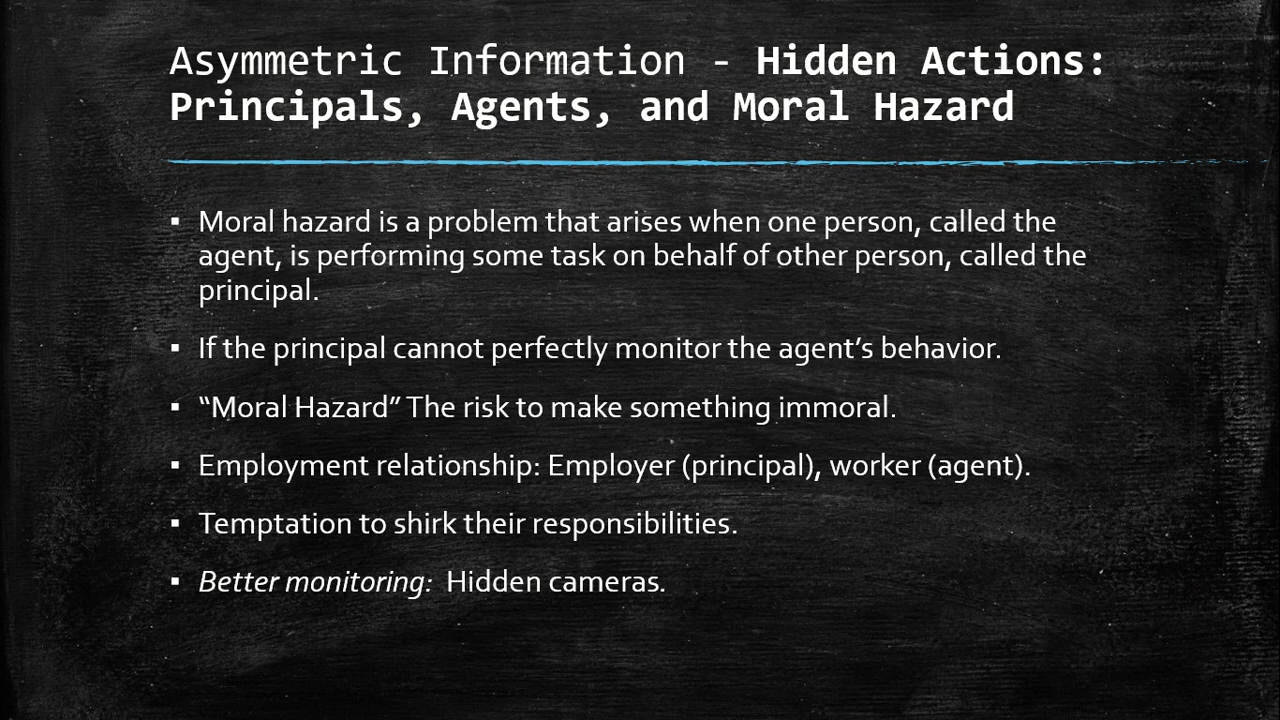 Asymmetric Information - Hidden Actions:
Principals, Agents, and Moral Hazard
▪ Moral hazard is a problem that arises when one person, called the
agent, is performing some task on behalf of other person, called the
principal.
▪ If the principal cannot perfectly monitor the agent’s behavior.
▪ “Moral Hazard” The risk to make something immoral.
▪ Employment relationship: Employer (principal), worker (agent).
▪ Temptation to shirk their responsibilities.
▪ Better monitoring:  Hidden cameras.